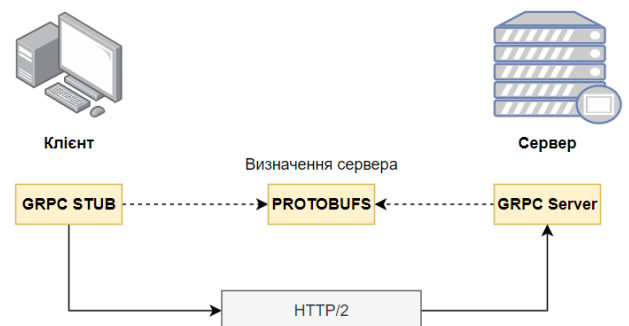 Клієнт
Сервер
Визначення сервера
GRPC STUB
PROTOBUFS
GRPC Server
HTTP/2